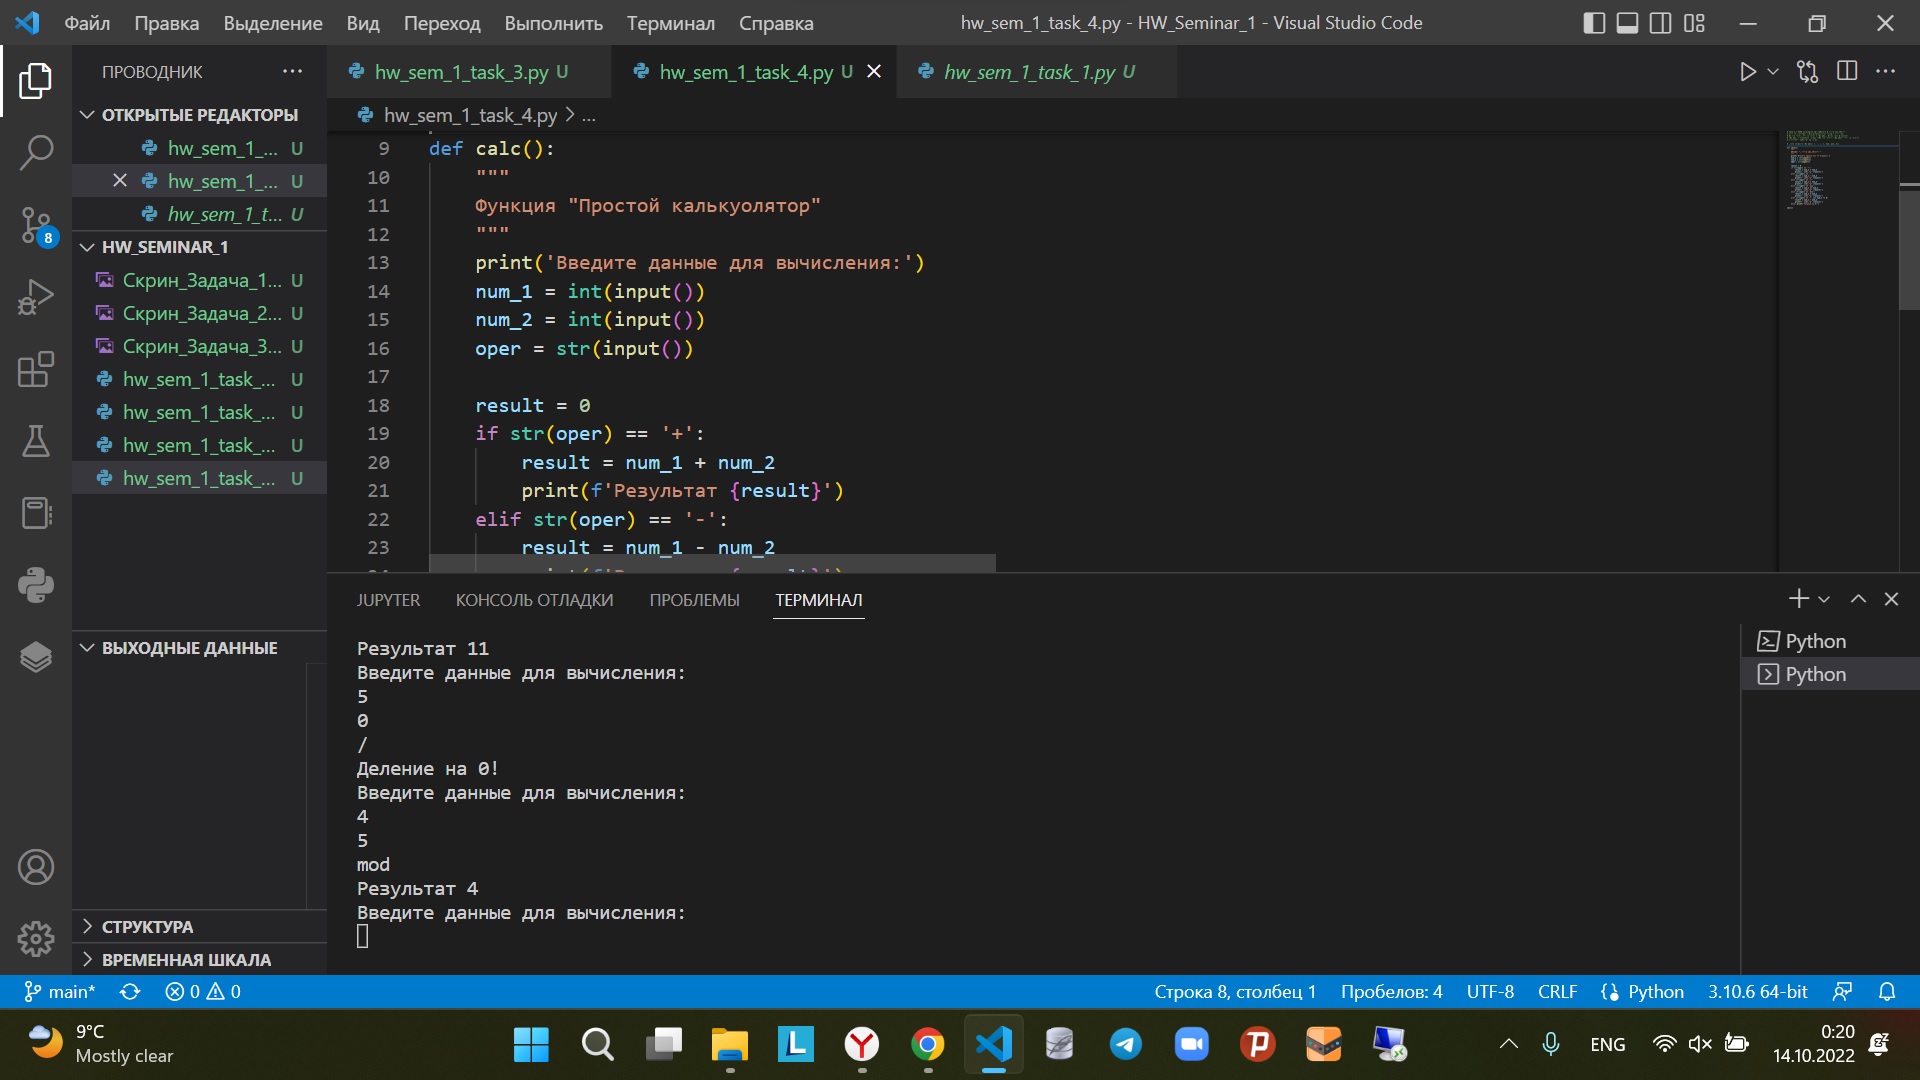 Файл Правка Выделение Вид Переход Выполнить Терминал Справка hw_sem_1_task_4.py - HW_Seminar_1 - Visual Studio Code
ПРОВОДНИК
hw_sem_1_task_3.py U hw_sem_1_task_4.py U hw_sem_1_task_1.py U
hw_sem_1_task_4.py > ...
ОТКРЫТЫЕ РЕДАКТОРЫ
hw_sem_1_... U
hw_sem_1_... U
hw_sem_1_t... U
8
HW_SEMINAR_1
Скрин_Задача_1... U
Скрин_Задача_2... U
Скрин_Задача_3... U
hw_sem_1_task_... U
hw_sem_1_task_... U
hw_sem_1_task_... U
hw_sem_1_task_... U
ВЫХОДНЫЕ ДАННЫЕ
СТРУКТУРА
ВРЕМЕННАЯ ШКАЛА
9 def calc():
10 """
11 Функция "Простой калькуолятор"
12 """
13 print('Введите данные для вычисления:')
14 num_1 = int(input())
15 num_2 = int(input())
16 oper = str(input())
17
18 result = 0
19 if str(oper) == '+':
20 result = num_1 + num_2
21 print(f'Результат {result}')
22 elif str(oper) == '-':
23 result = num_1 - num_2
JUPYTER КОНСОЛЬ ОТЛАДКИ ПРОБЛЕМЫ ТЕРМИНАЛ
Результат 11
Введите данные для вычисления:
5
0
/
Деление на 0!
Введите данные для вычисления:
4
5
mod
Результат 4
Введите данные для вычисления:
Python
Python
main* 0 0 Строка 8, столбец 1 Пробелов: 4 UTF-8 CRLF Python 3.10.6 64-bit
9°C
Mostly clear
ENG
0:20
14.10.2022